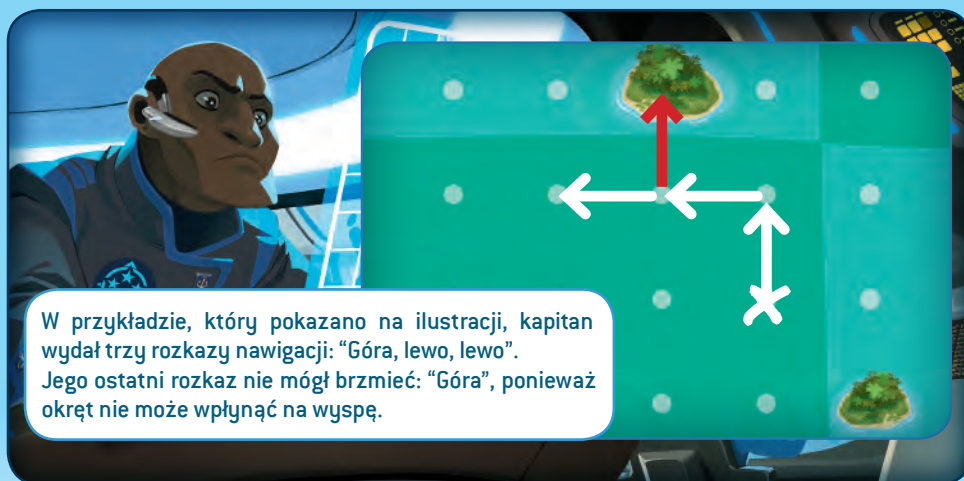 W przykładzie, który pokazano na ilustracji, kapitan
wydał trzy rozkazy nawigacji: “Góra, lewo, lewo”.
Jego ostatni rozkaz nie mógł brzmieć: “Góra”, ponieważ
okręt nie może wpłynąć na wyspę.